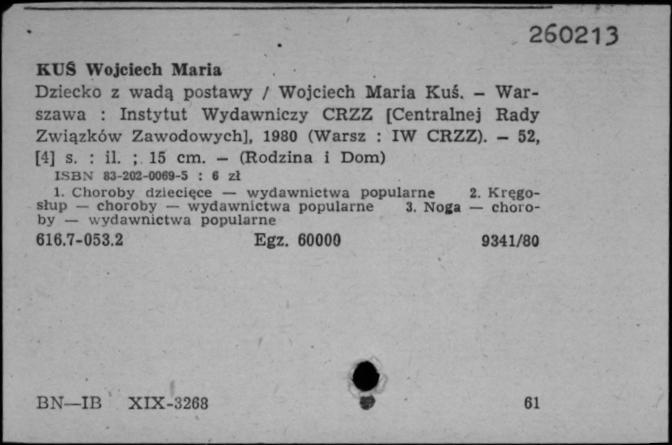 260213
KUŚ Wojciech Maria
Dziecko z wadą postawy / Wojciech Maria Kuś. — War-
szawa : Instytut Wydawniczy CRZZ [Centralnej Rady
Związków Zawodowych], 1980 (Warsz : IW CRZZ). — 52,
[4] s. : il. ; 15 cm. — (Rodzina i Dom)
ISBN 83-202-0069-5 : 6 zł
1. Choroby dziecięce — wydawnictwa popularne 2. Kręgo-
słup — choroby — wydawnictwa popularne 3. Noga — choro-
by — wydawnictwa popularne
616.7-053.2 Egz. 60000 9341/80
BN—IB XIX-3268 61